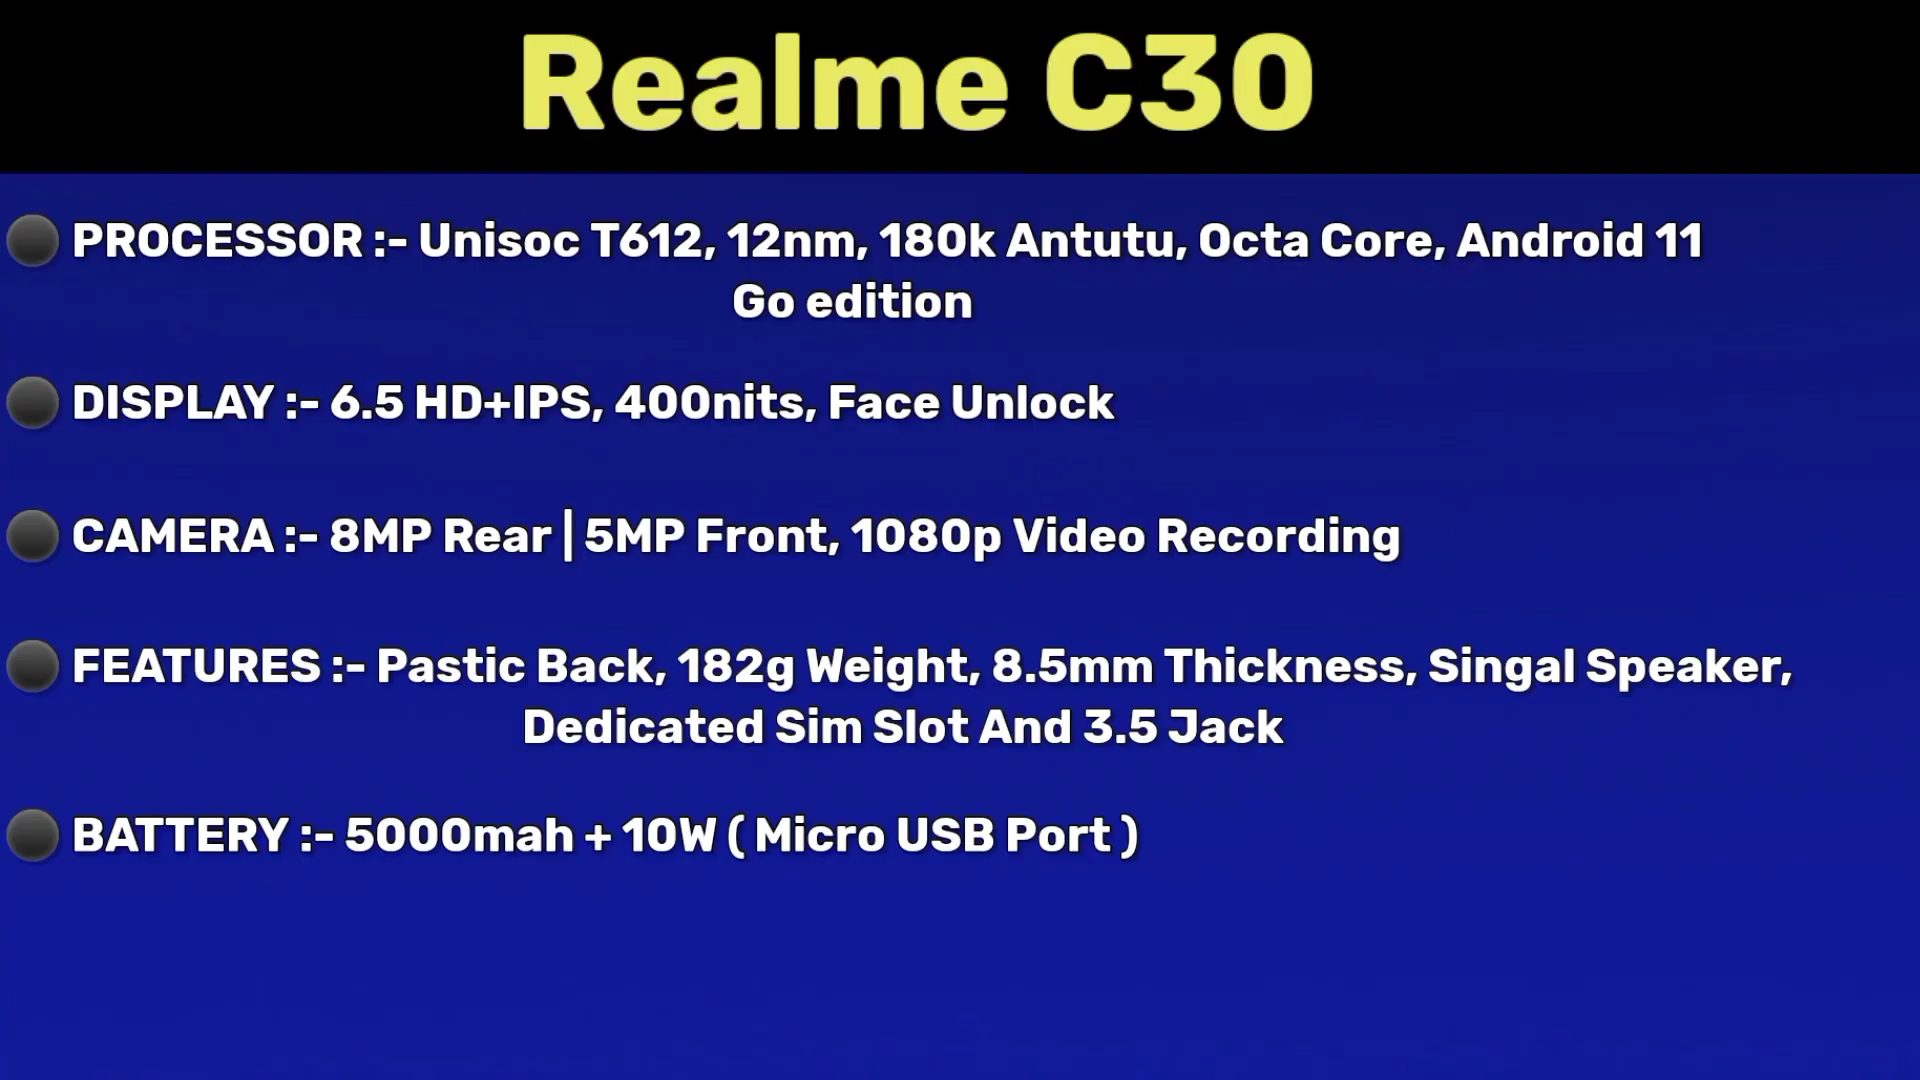 Realme C30
PROCESSOR :- Unisoc T612, 12nm, 180k Antutu, Octa Core, Android 11
Go edition
DISPLAY :- 6.5 HD+IPS, 400nits, Face Unlock
CAMERA :- 8MP Rear | 5MP Front, 1080p Video Recording
FEATURES :- Pastic Back, 182g Weight, 8.5mm Thickness, Singal Speaker,
Dedicated Sim Slot And 3.5 Jack
BATTERY :- 5000mah + 10W ( Micro USB Port )